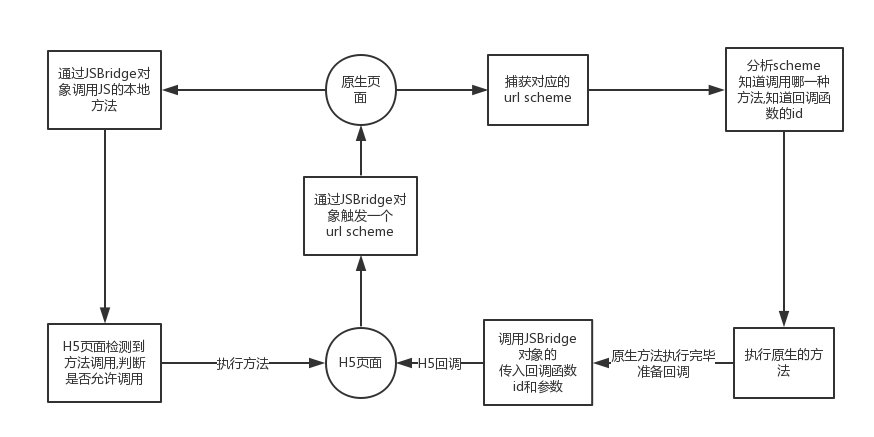 通过JSBridge对
象调用JS的本地
方法
原生页
面
捕获对应的
url scheme
分析scheme
知道调用哪一种
方法,知道回调函
数的id
通过JSBridge对
象触发一个
url scheme
H5页面检测到
方法调用,判断
是否允许调用
执行方法
H5页面
H5回调
调用JSBridge
对象的
传入回调函数
id和参数
原生方法执行完毕
准备回调
执行原生的方
法